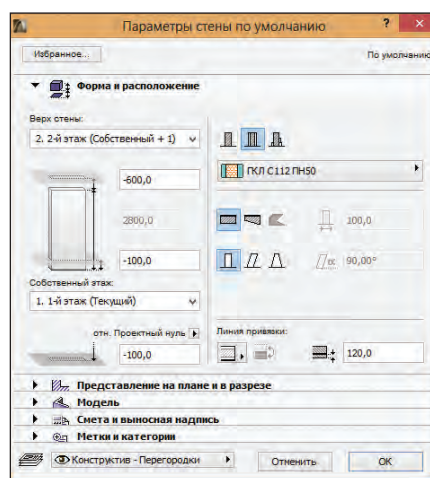 Параметры стены по умолчанию
? ×
Избранное...
По умолчанию
Форма и расположение
Верх стены:
2. 2-й этаж (Собственный + 1)
-600,0
2800,0
-100,0
Собственный этаж:
1. 1-й этаж (Текущий)
отн. Проектный нуль
-100,0
ГКЛ С112 ПН50
100,0
α: 90,00°
Линия привязки:
120,0
Представление на плане и в разрезе
Модель
Смета и выносная надпись
Метки и категории
Конструктив - Перегородки
Отменить
ОК